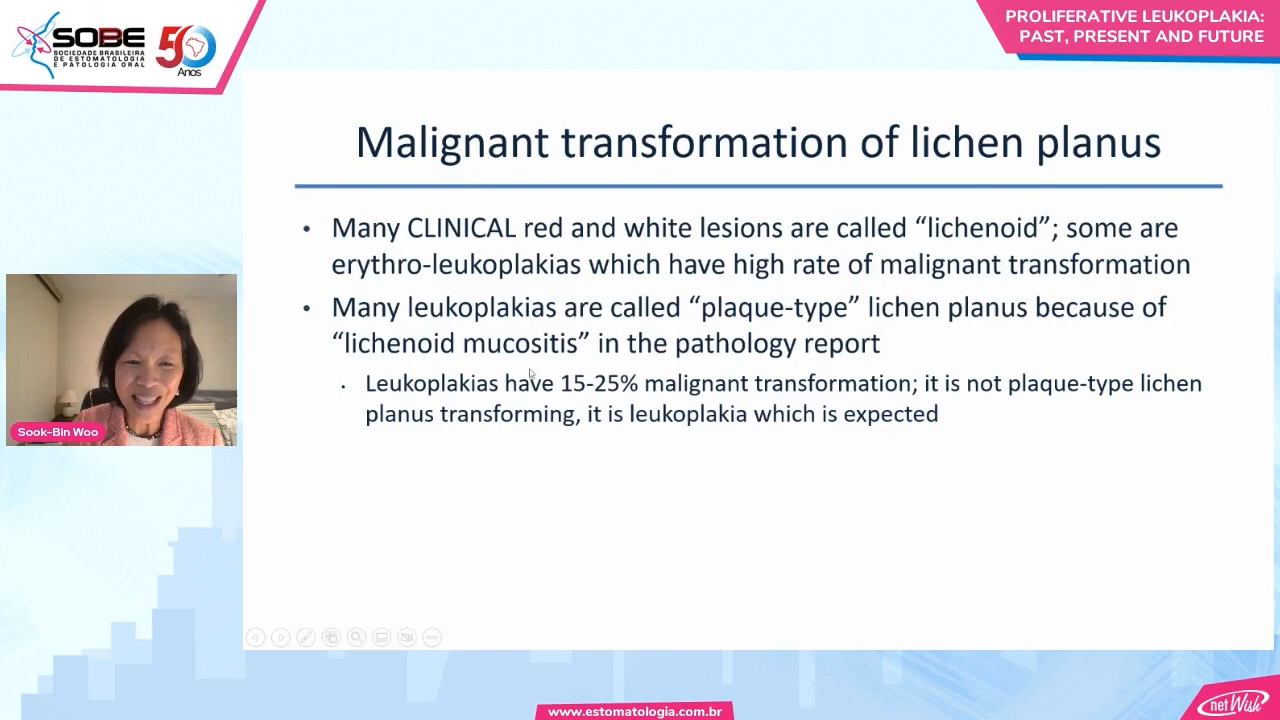 SOBE
SOCIEDADE BRASILEIRA
DE ESTOMATOLOGIA
E PATOLOGIA ORAL
50
Anos
PROLIFERATIVE LEUKOPLAKIA:
PAST, PRESENT AND FUTURE
Malignant transformation of lichen planus
• Many CLINICAL red and white lesions are called “lichenoid”; some are
erythro-leukoplakias which have high rate of malignant transformation
• Many leukoplakias are called “plaque-type” lichen planus because of
“lichenoid mucositis” in the pathology report
• Leukoplakias have 15-25% malignant transformation; it is not plaque-type lichen
planus transforming, it is leukoplakia which is expected
Sook-Bin Woo
www.estomatologia.com.br
netWish